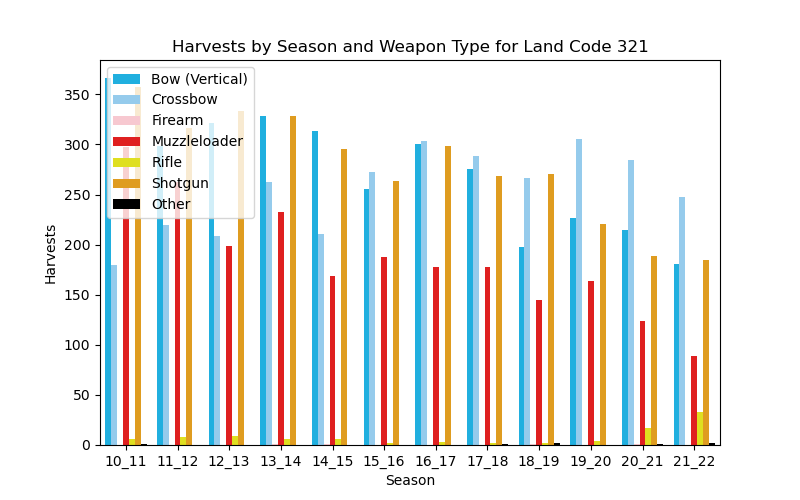 Harvests by Season and Weapon Type for Land Code 321
350
300
250
200
150
100
50
0
Harvests
Bow (Vertical)
Crossbow
Firearm
Muzzleloader
Rifle
Shotgun
Other
10_11 11_12 12_13 13_14 14_15 15_16 16_17 17_18 18_19 19_20 20_21 21_22
Season